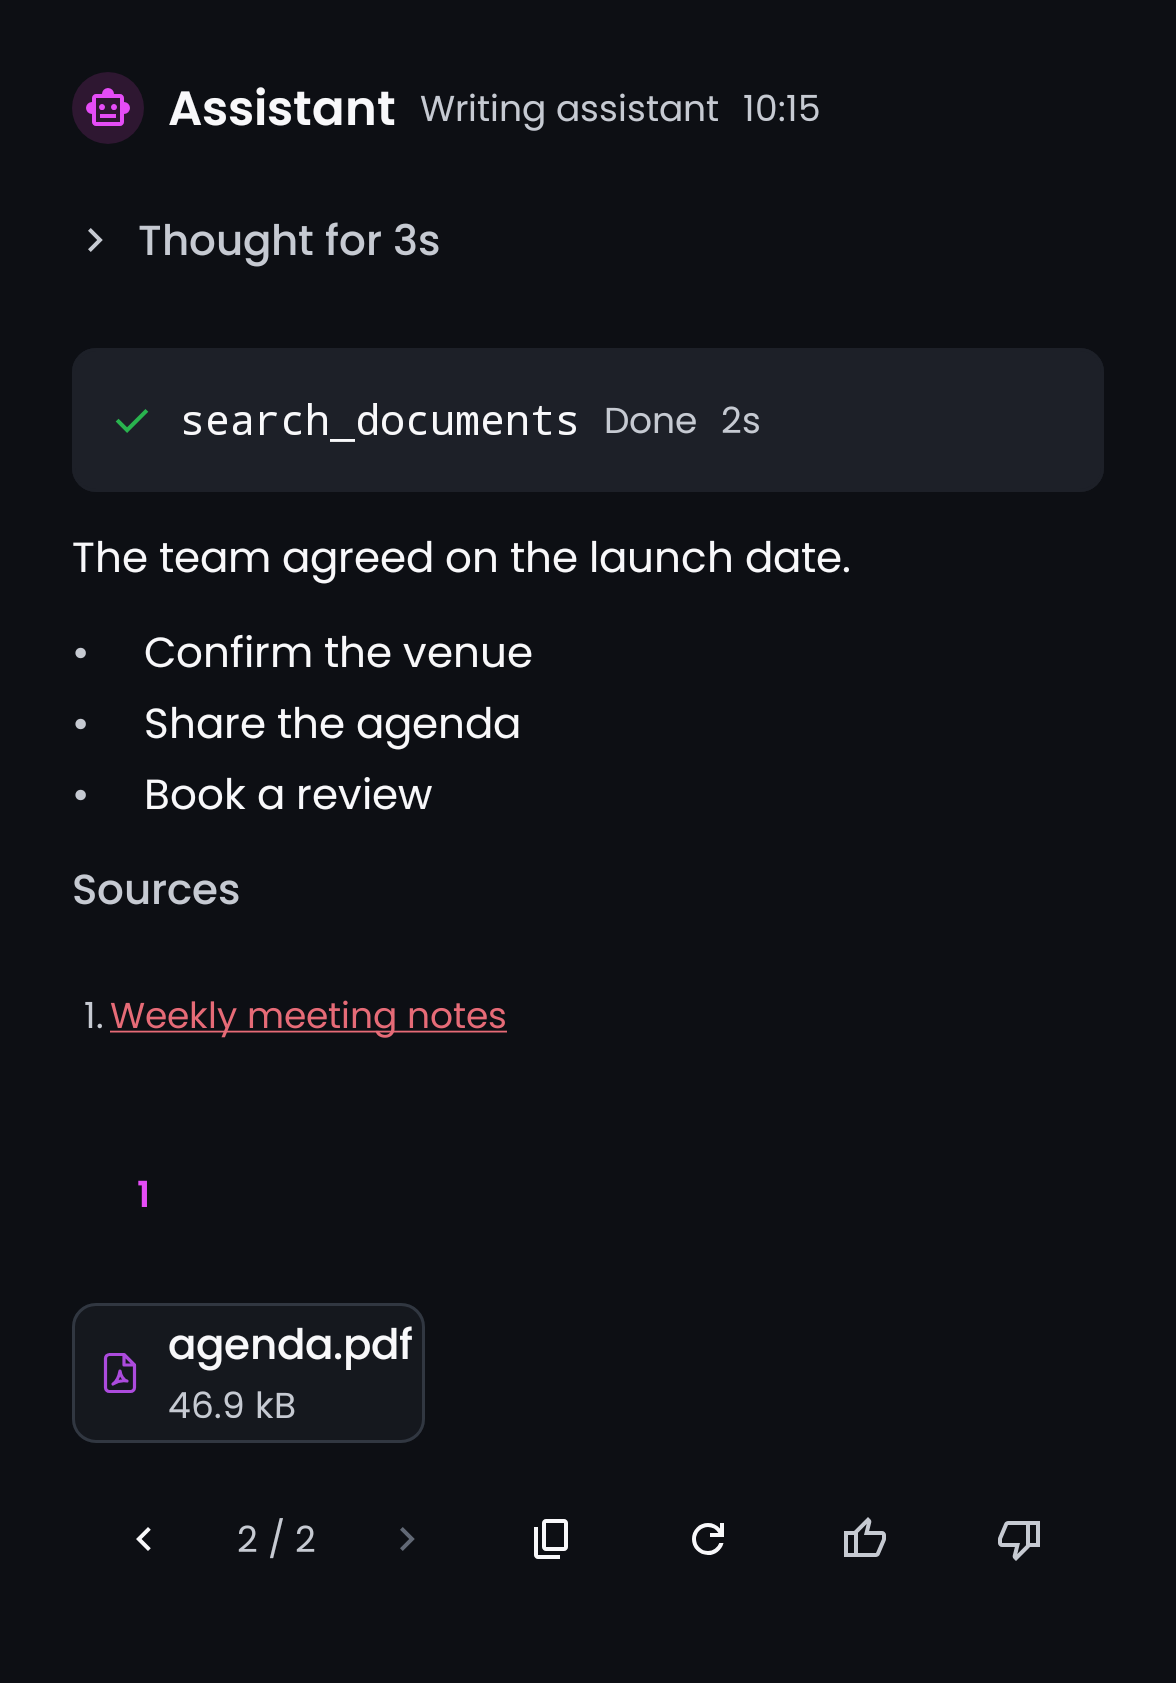 Assistant Writing assistant 10:15
Thought for 3s
search_documents Done 2s
The team agreed on the launch date.
• Confirm the venue
• Share the agenda
• Book a review
Sources
1. Weekly meeting notes
1
agenda.pdf
46.9 kB
2 / 2